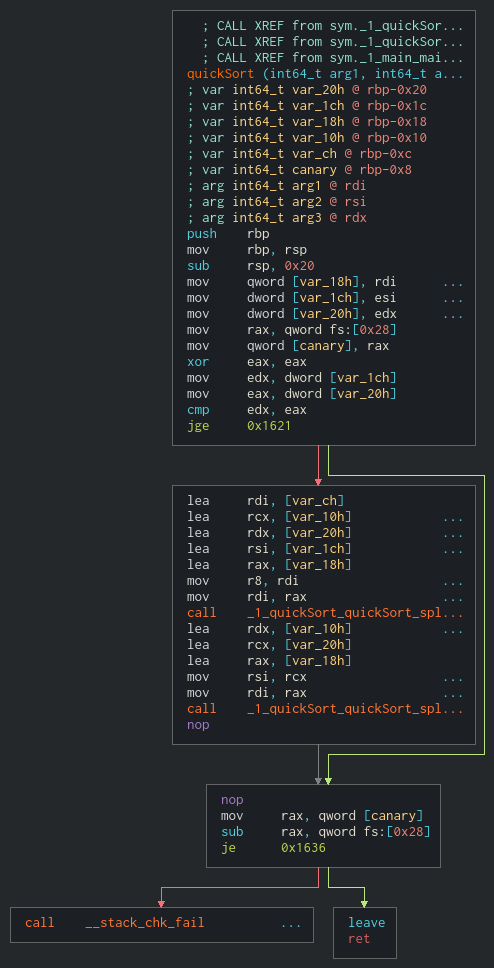 ; CALL XREF from sym._1_quickSor...
; CALL XREF from sym._1_quickSor...
; CALL XREF from sym._1_main_mai...
quickSort (int64_t arg1, int64_t a...
; var int64_t var_20h @ rbp-0x20
; var int64_t var_1ch @ rbp-0x1c
; var int64_t var_18h @ rbp-0x18
; var int64_t var_10h @ rbp-0x10
; var int64_t var_ch @ rbp-0xc
; var int64_t canary @ rbp-0x8
; arg int64_t arg1 @ rdi
; arg int64_t arg2 @ rsi
; arg int64_t arg3 @ rdx
push rbp
mov rbp, rsp
sub rsp, 0x20
mov qword [var_18h], rdi ...
mov dword [var_1ch], esi ...
mov dword [var_20h], edx ...
mov rax, qword fs:[0x28]
mov qword [canary], rax
xor eax, eax
mov edx, dword [var_1ch]
mov eax, dword [var_20h]
cmp edx, eax
jge 0x1621
lea rdi, [var_ch]
lea rcx, [var_10h] ...
lea rdx, [var_20h] ...
lea rsi, [var_1ch] ...
lea rax, [var_18h]
mov r8, rdi ...
mov rdi, rax ...
call _1_quickSort_quickSort_spl...
lea rdx, [var_10h] ...
lea rcx, [var_20h]
lea rax, [var_18h]
mov rsi, rcx ...
mov rdi, rax ...
call _1_quickSort_quickSort_spl...
nop
nop
mov rax, qword [canary]
sub rax, qword fs:[0x28]
je 0x1636
call __stack_chk_fail ...
leave
ret